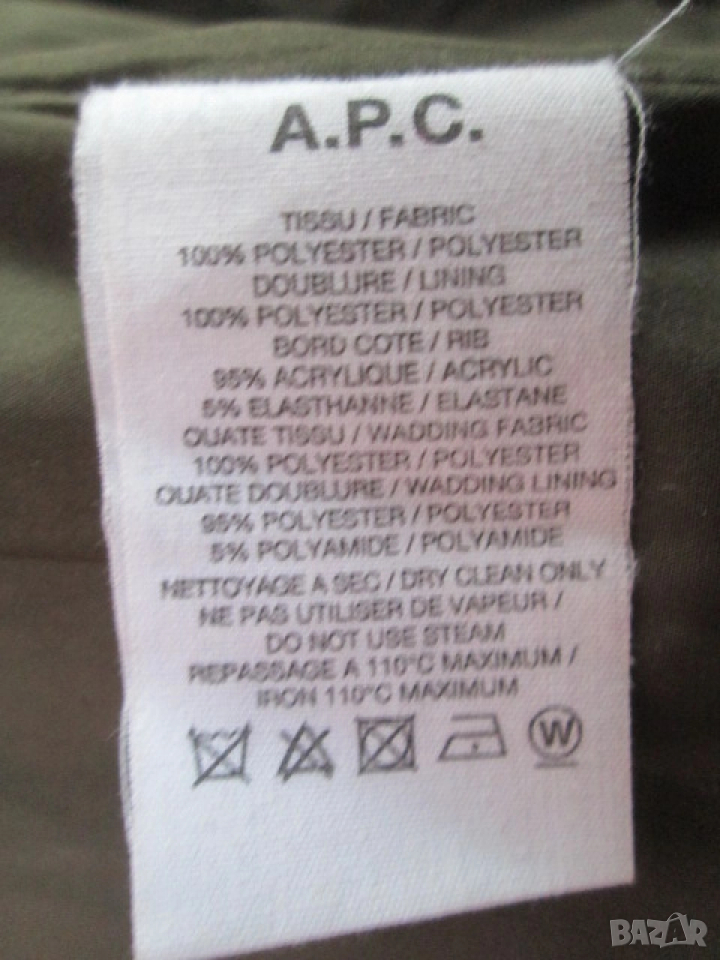 A.P.C.
TISSU / FABRIC
100% POLYESTER / POLYESTER
DOUBLURE / LINING
100% POLYESTER / POLYESTER
BORD COTE / RIB
95% ACRYLIQUE / ACRYLIC
5% ELASTHANNE / ELASTANE
OUATE TISSU / WADDING FABRIC
100% POLYESTER / POLYESTER
OUATE DOUBLURE / WADDING LINING
95% POLYESTER / POLYESTER
5% POLYAMIDE / POLYAMIDE
NETTOYAGE A SEC / DRY CLEAN ONLY
NE PAS UTILISER DE VAPEUR /
DO NOT USE STEAM
REPASSAGE A 110°C MAXIMUM /
IRON 110°C MAXIMUM
W
BAZAR